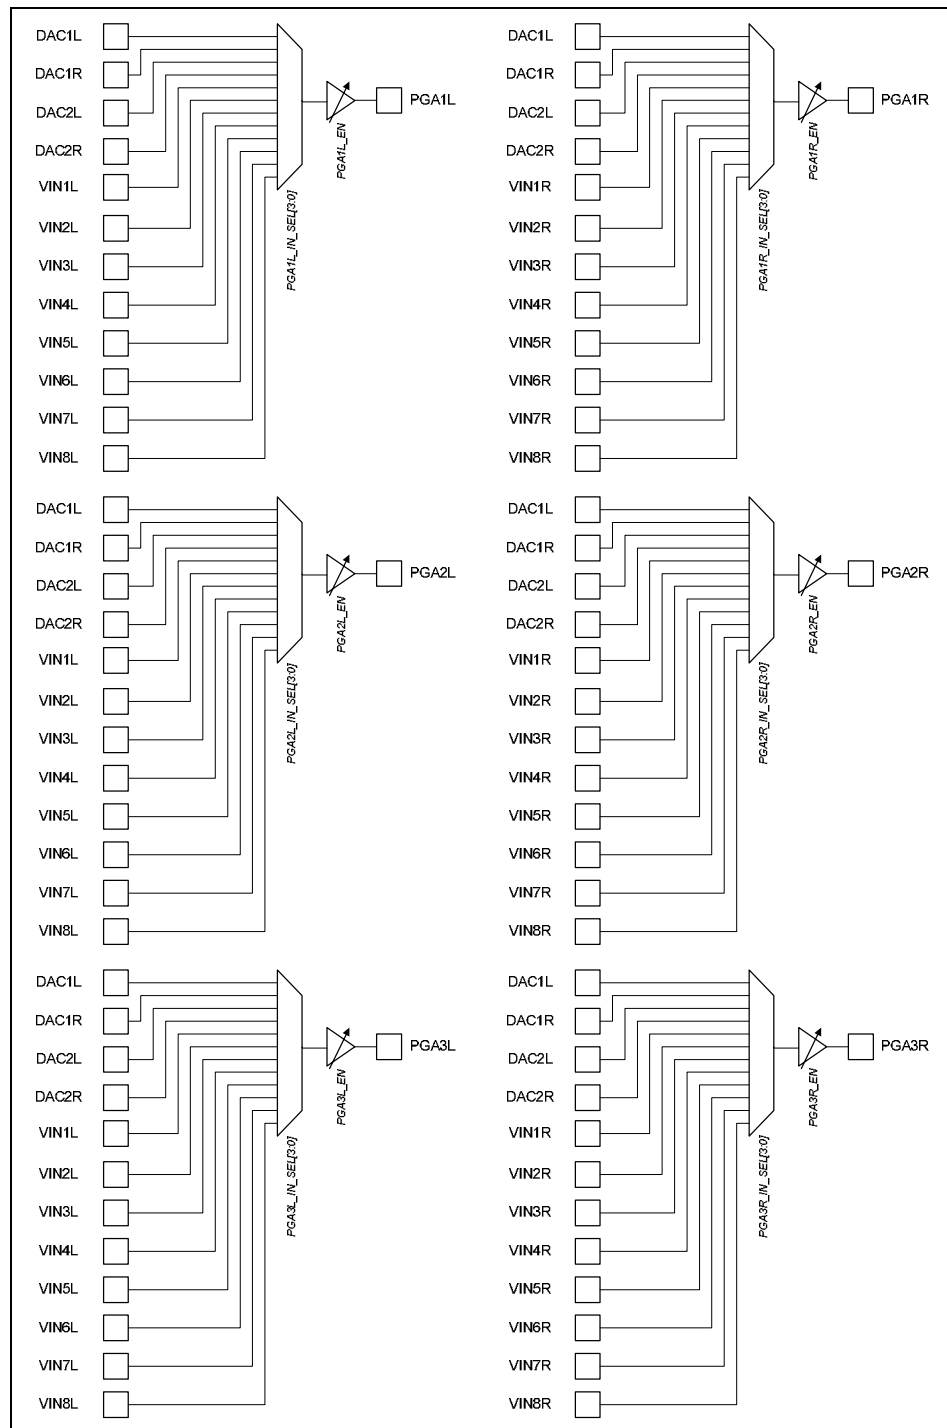 DAC1L
DAC1R
DAC2L
DAC2R
VIN1L
VIN2L
VIN3L
VIN4L
VIN5L
VIN6L
VIN7L
VIN8L
PGA1L_IN_SEL[3:0]
PGA1L_EN
PGA1L
DAC1L
DAC1R
DAC2L
DAC2R
VIN1R
VIN2R
VIN3R
VIN4R
VIN5R
VIN6R
VIN7R
VIN8R
PGA1R_IN_SEL[3:0]
PGA1R_EN
PGA1R
DAC1L
DAC1R
DAC2L
DAC2R
VIN1L
VIN2L
VIN3L
VIN4L
VIN5L
VIN6L
VIN7L
VIN8L
PGA2L_IN_SEL[3:0]
PGA2L_EN
PGA2L
DAC1L
DAC1R
DAC2L
DAC2R
VIN1R
VIN2R
VIN3R
VIN4R
VIN5R
VIN6R
VIN7R
VIN8R
PGA2R_IN_SEL[3:0]
PGA2R_EN
PGA2R
DAC1L
DAC1R
DAC2L
DAC2R
VIN1L
VIN2L
VIN3L
VIN4L
VIN5L
VIN6L
VIN7L
VIN8L
PGA3L_IN_SEL[3:0]
PGA3L_EN
PGA3L
DAC1L
DAC1R
DAC2L
DAC2R
VIN1R
VIN2R
VIN3R
VIN4R
VIN5R
VIN6R
VIN7R
VIN8R
PGA3R_IN_SEL[3:0]
PGA3R_EN
PGA3R